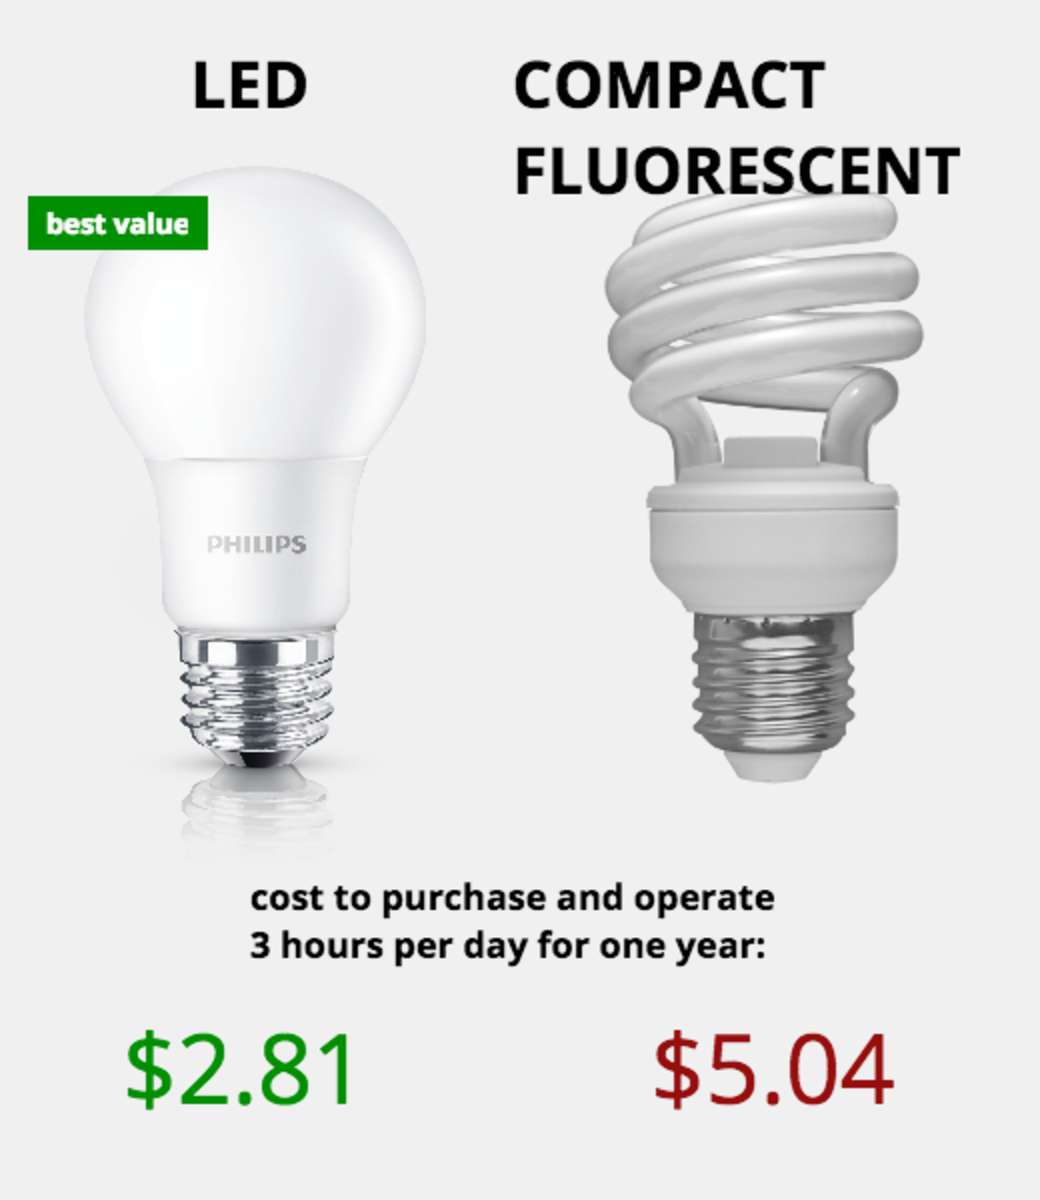 LED
COMPACT
FLUORESCENT
best value
PHILIPS
cost to purchase and operate
3 hours per day for one year:
$2.81
$5.04